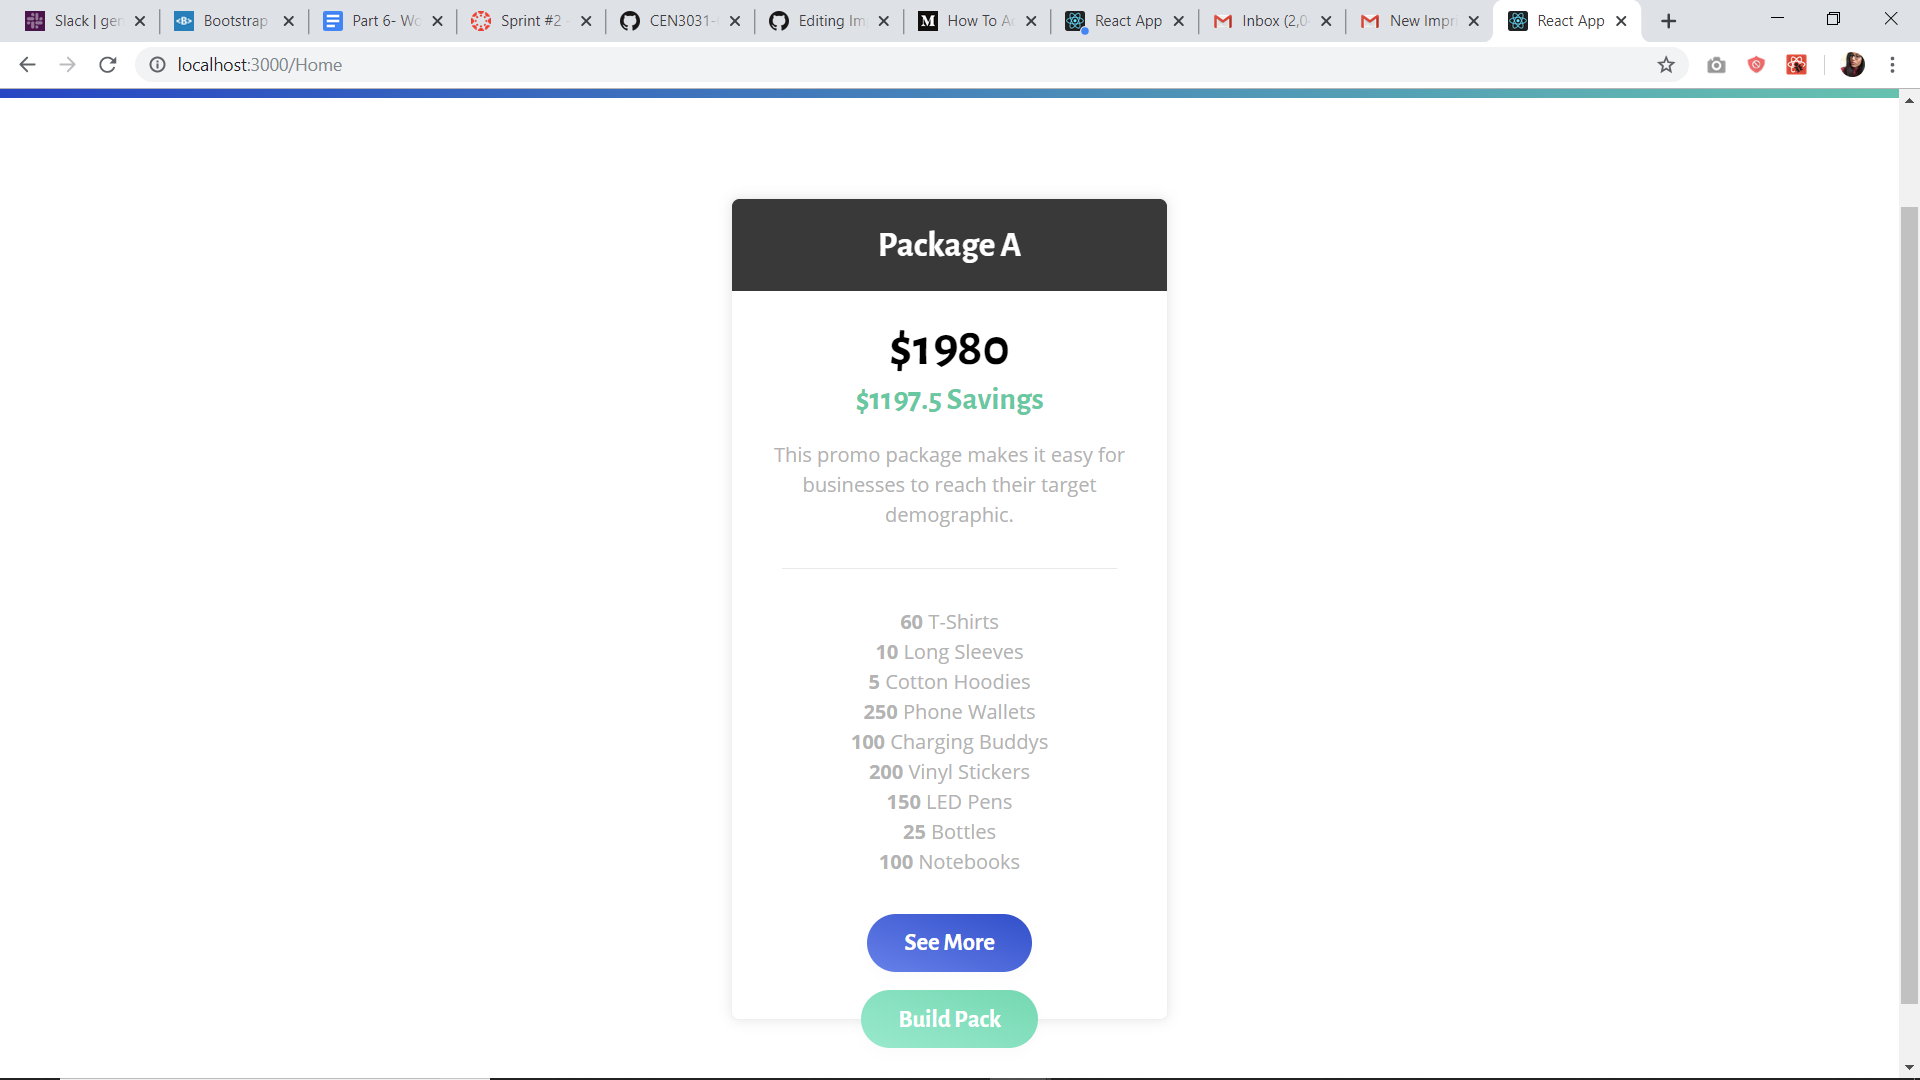 Slack | gen
Bootstrap
Part 6- Wo
Sprint #2 -
CEN3031-
Editing Im
How To Ad
React App
Inbox (2,0
New Impri
React App
localhost:3000/Home
Package A
$1980
$1197.5 Savings
This promo package makes it easy for
businesses to reach their target
demographic.
60 T-Shirts
10 Long Sleeves
5 Cotton Hoodies
250 Phone Wallets
100 Charging Buddys
200 Vinyl Stickers
150 LED Pens
25 Bottles
100 Notebooks
See More
Build Pack